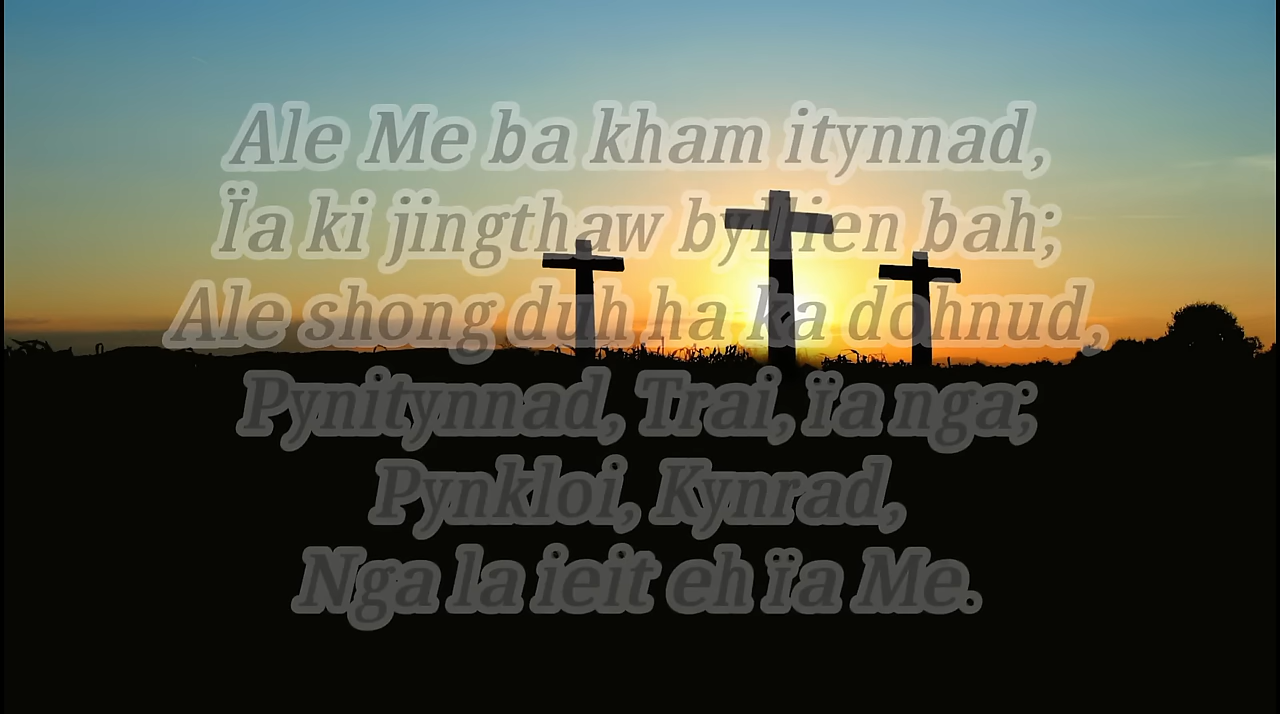 Ale Me ba kham itynnad,
Ïa ki jingthaw byllien bah;
Ale shong duh ha ka dohnud,
Pynitynnad, Trai, ïa nga;
Pynkloi, Kynrad,
Nga la ieit eh ïa Me.